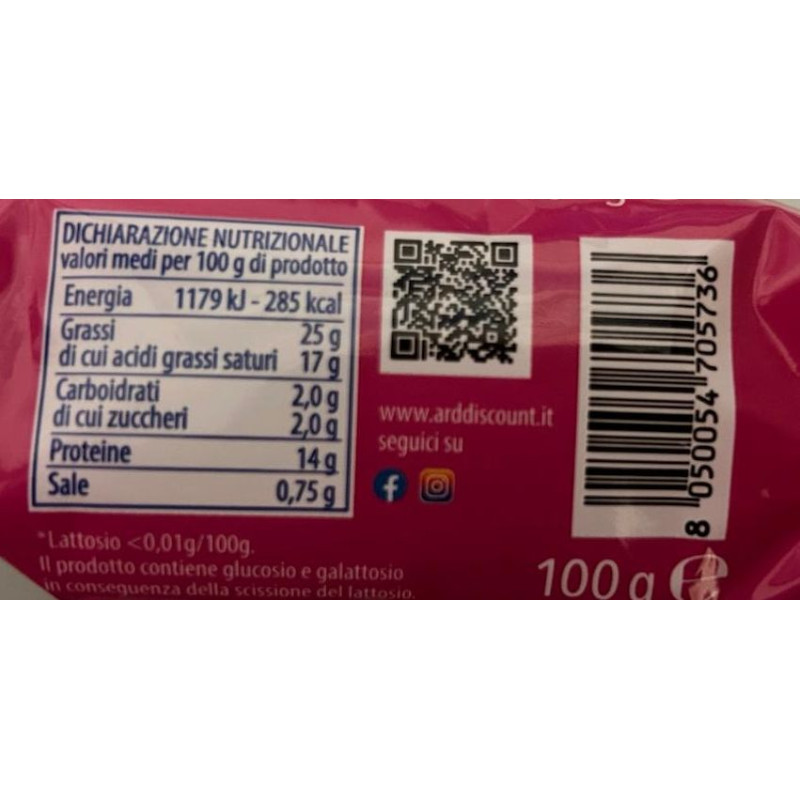 DICHIARAZIONE NUTRIZIONALE
valori medi per 100 g di prodotto
Energia 1179 kJ - 285 kcal
Grassi 25 g
di cui acidi grassi saturi 17 g
Carboidrati 2,0 g
di cui zuccheri 2,0 g
Proteine 14 g
Sale 0,75 g
*Lattosio <0,01g/100g.
Il prodotto contiene glucosio e galattosio
in conseguenza della scissione del lattosio.
www.arddiscount.it
seguici su
8 050054 705736
100 g e